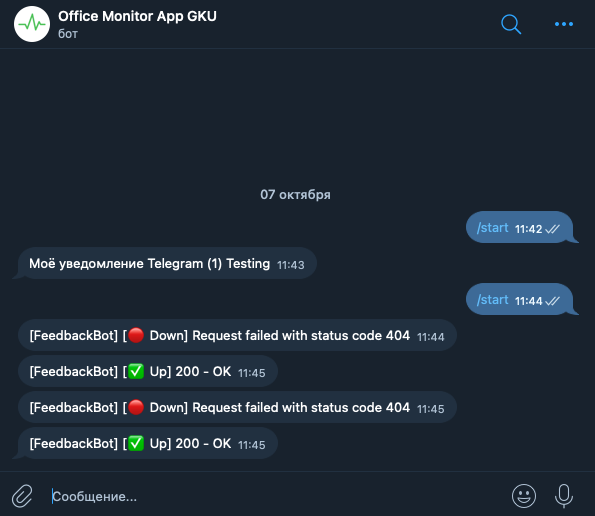 Office Monitor App GKU
бот
07 октября
/start 11:42
Моё уведомление Telegram (1) Testing 11:43
/start 11:44
[FeedbackBot] [🔴 Down] Request failed with status code 404 11:44
[FeedbackBot] [✅ Up] 200 - OK 11:45
[FeedbackBot] [🔴 Down] Request failed with status code 404 11:45
[FeedbackBot] [✅ Up] 200 - OK 11:45
Сообщение...